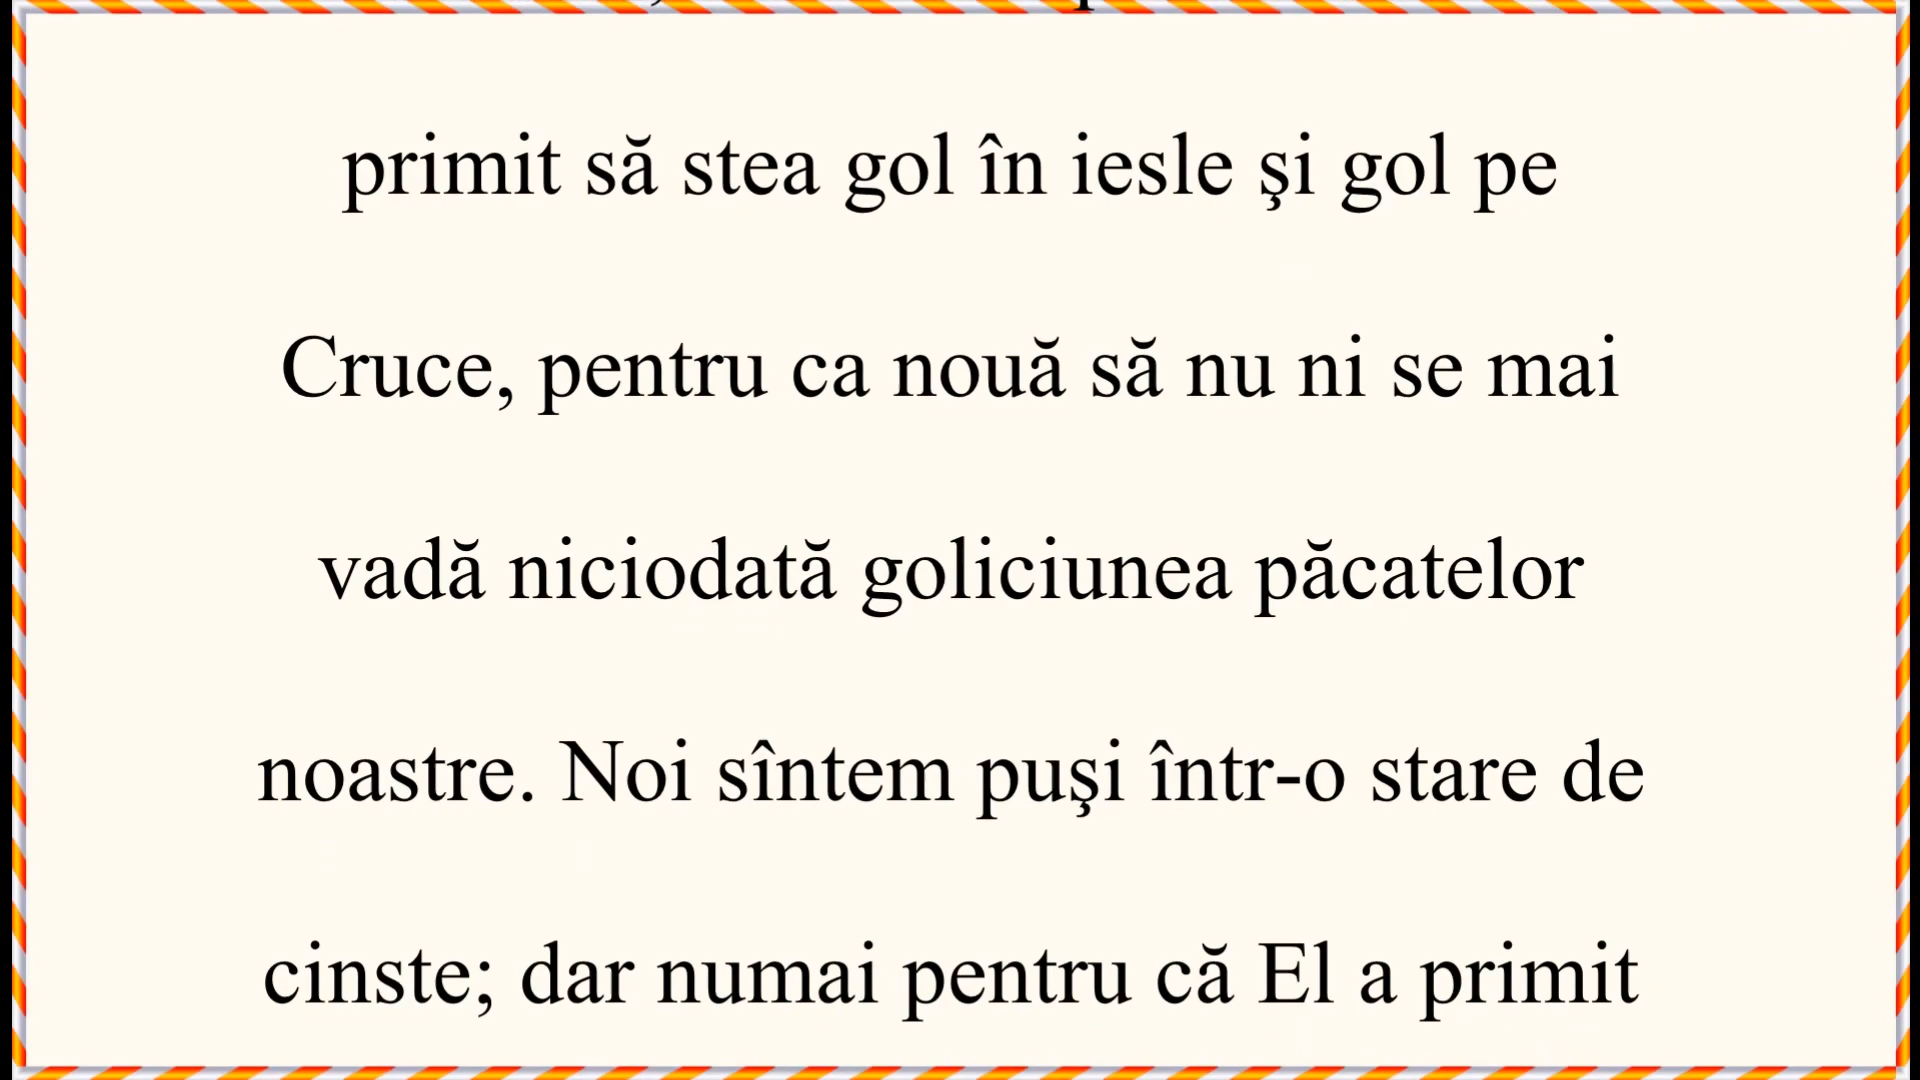 primit să stea gol în iesle şi gol pe
Cruce, pentru ca nouă să nu ni se mai
vadă niciodată goliciunea păcatelor
noastre. Noi sîntem puşi într-o stare de
cinste; dar numai pentru că El a primit